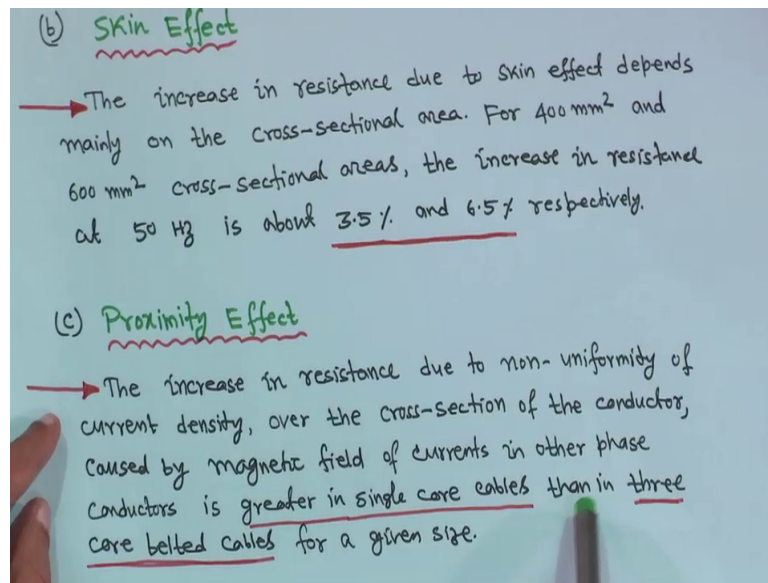 (b) Skin Effect
The increase in resistance due to skin effect depends
mainly on the cross-sectional area. For 400 mm² and
600 mm² cross-sectional areas, the increase in resistance
at 50 Hz is about 3.5% and 6.5% respectively.
(c) Proximity Effect
The increase in resistance due to non-uniformity of
current density, over the cross-section of the conductor,
caused by magnetic field of currents in other phase
conductors is greater in single core cables than in three
core belted cables for a given size.